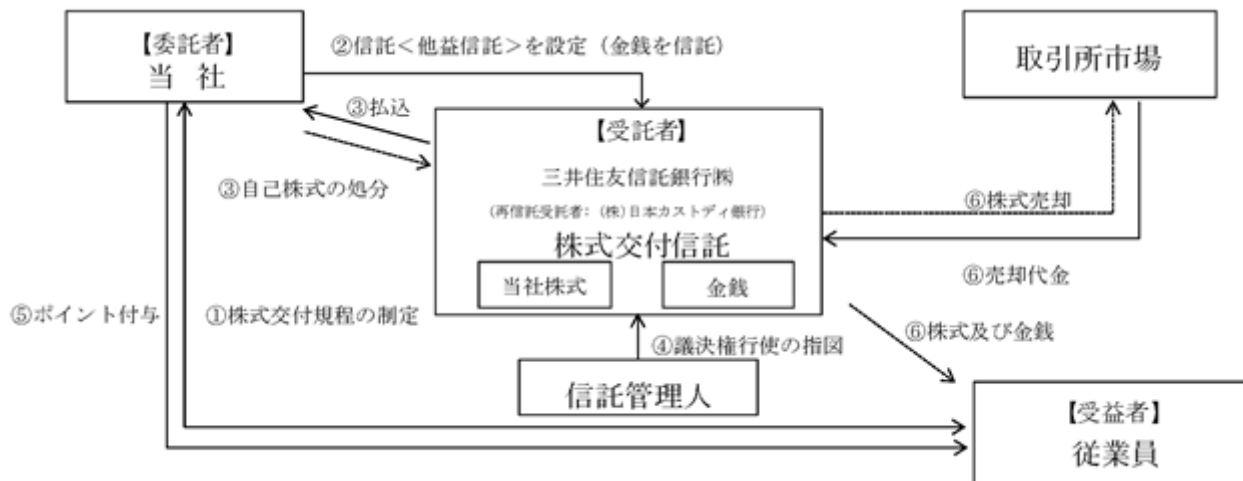 【委託者】
当 社
②信託＜他益信託＞を設定（金銭を信託）
取引所市場
③払込
③自己株式の処分
【受託者】
三井住友信託銀行㈱
(再信託受託者:（株)日本カストディ銀行)
株式交付信託
当社株式
金銭
⑥株式売却
⑥売却代金
⑤ポイント付与
①株式交付規程の制定
④議決権行使の指図
⑥株式及び金銭
信託管理人
【受益者】
従業員